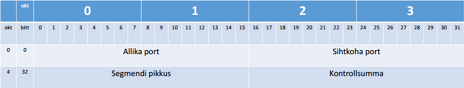 okt 0 1 2 3
okt bitt 0 1 2 3 4 5 6 7 8 9 10 11 12 13 14 15 16 17 18 19 20 21 22 23 24 25 26 27 28 29 30 31
0 0 Allika port Sihtkoha port
4 32 Segmendi pikkus Kontrollsumma